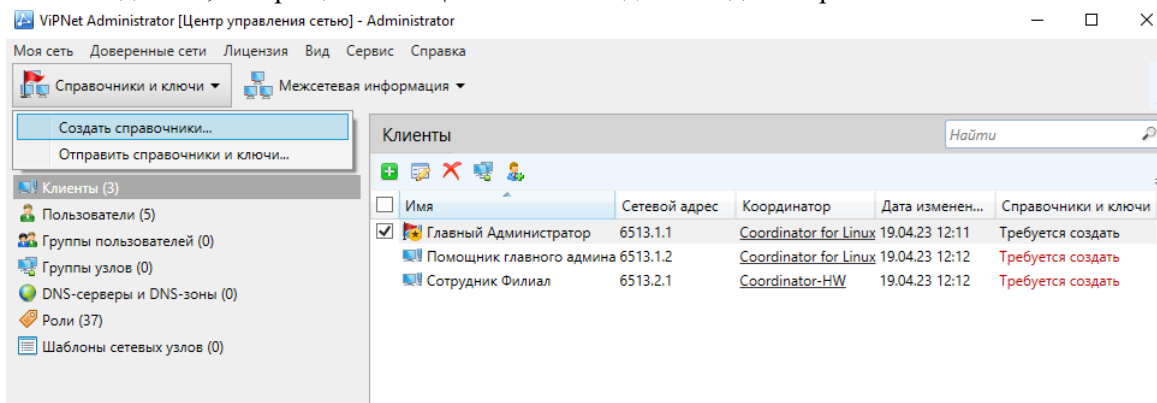 ViPNet Administrator [Центр управления сетью] - Administrator
Моя сеть Доверенные сети Лицензия Вид Сервис Справка
Справочники и ключи Межсетевая информация
Создать справочники...
Отправить справочники и ключи...
Клиенты Найти
Клиенты (3)
Пользователи (5)
Группы пользователей (0)
Группы узлов (0)
DNS-серверы и DNS-зоны (0)
Роли (37)
Шаблоны сетевых узлов (0)
Имя Сетевой адрес Координатор Дата изменен... Справочники и ключи
Главный Администратор 6513.1.1 Coordinator for Linux 19.04.23 12:11 Требуется создать
Помощник главного админа 6513.1.2 Coordinator for Linux 19.04.23 12:12 Требуется создать
Сотрудник Филиал 6513.2.1 Coordinator-HW 19.04.23 12:12 Требуется создать